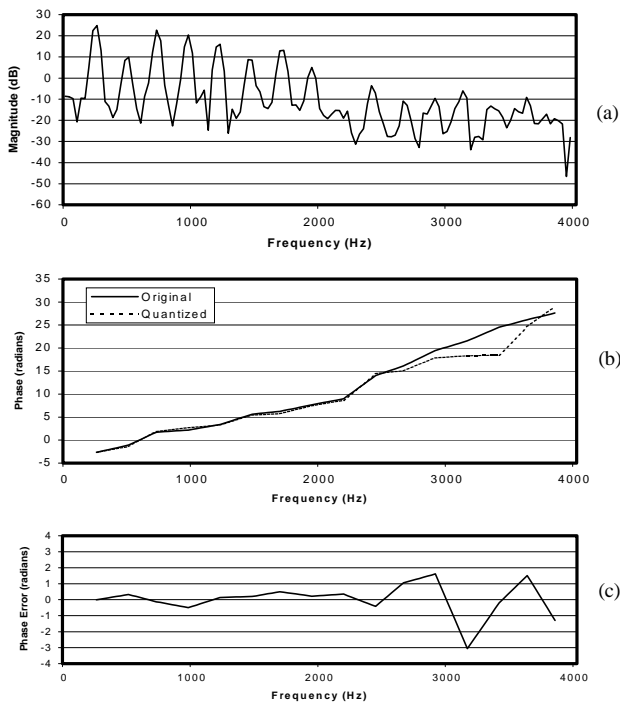 30
20
10
0
-10
-20
-30
-40
-50
-60
Magnitude (dB)
0 1000 2000 3000 4000
Frequency (Hz)
(a)
35
30
25
20
15
10
5
0
-5
Phase (radians)
Original
Quantized
0 1000 2000 3000 4000
Frequency (Hz)
(b)
4
3
2
1
0
-1
-2
-3
-4
Phase Error (radians)
0 1000 2000 3000 4000
Frequency (Hz)
(c)